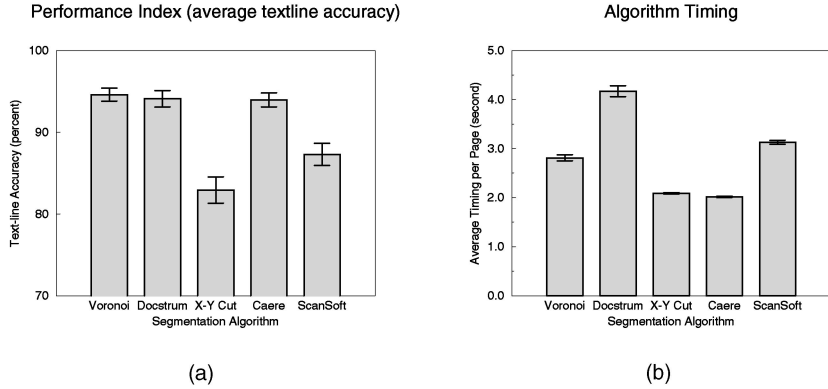 Performance Index (average textline accuracy)
100
90
80
70
Text-line Accuracy (percent)
Voronoi Docstrum X-Y Cut Caere ScanSoft
Segmentation Algorithm
(a)
Algorithm Timing
5.0
4.0
3.0
2.0
1.0
0.0
Average Timing per Page (second)
Voronoi Docstrum X-Y Cut Caere ScanSoft
Segmentation Algorithm
(b)